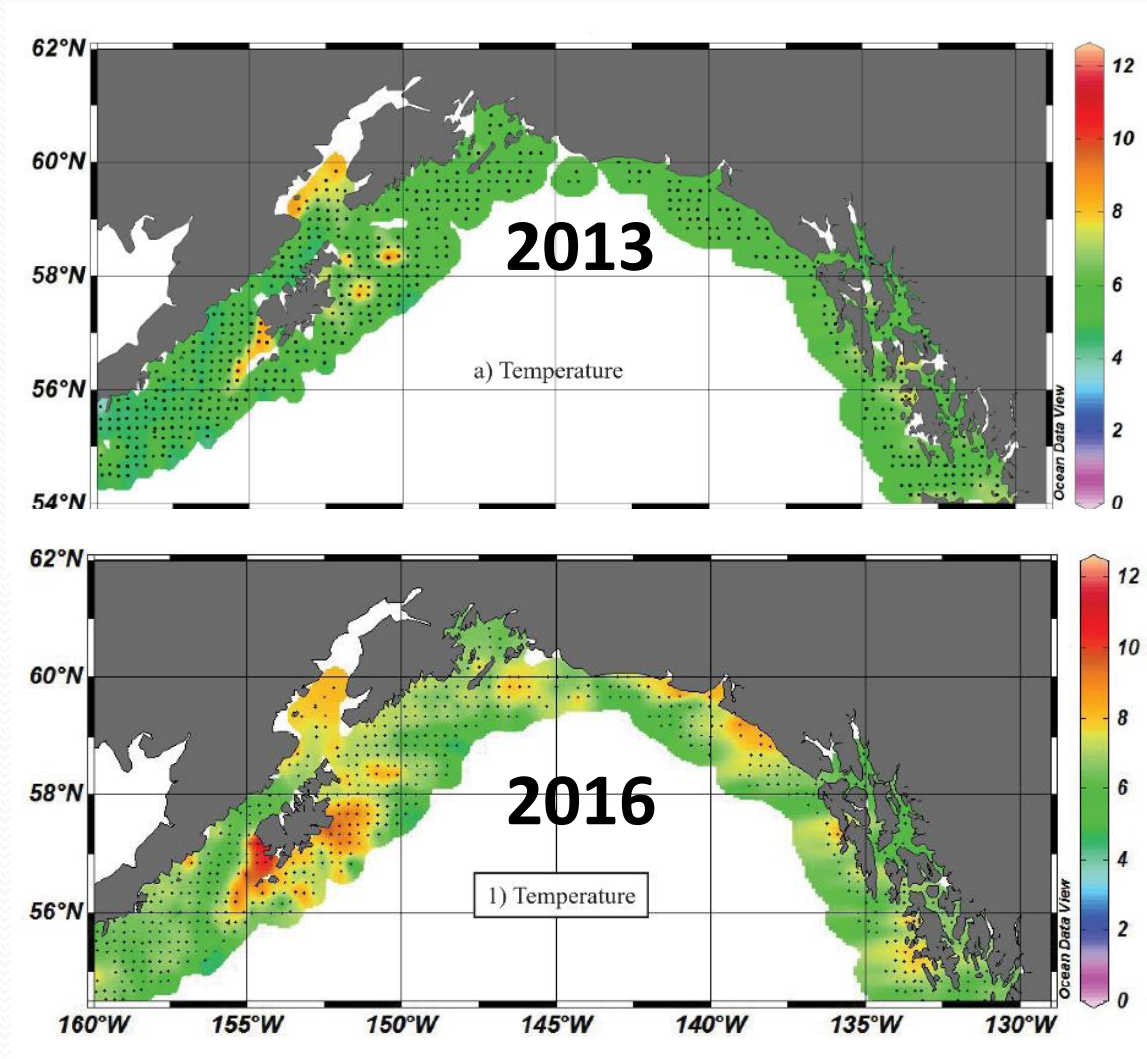 62°N
60°N
58°N
56°N
54°N
2013
a) Temperature
Ocean Data View
12
10
8
6
4
2
0
62°N
60°N
58°N
56°N
2016
1) Temperature
Ocean Data View
12
10
8
6
4
2
0
160°W 155°W 150°W 145°W 140°W 135°W 130°W